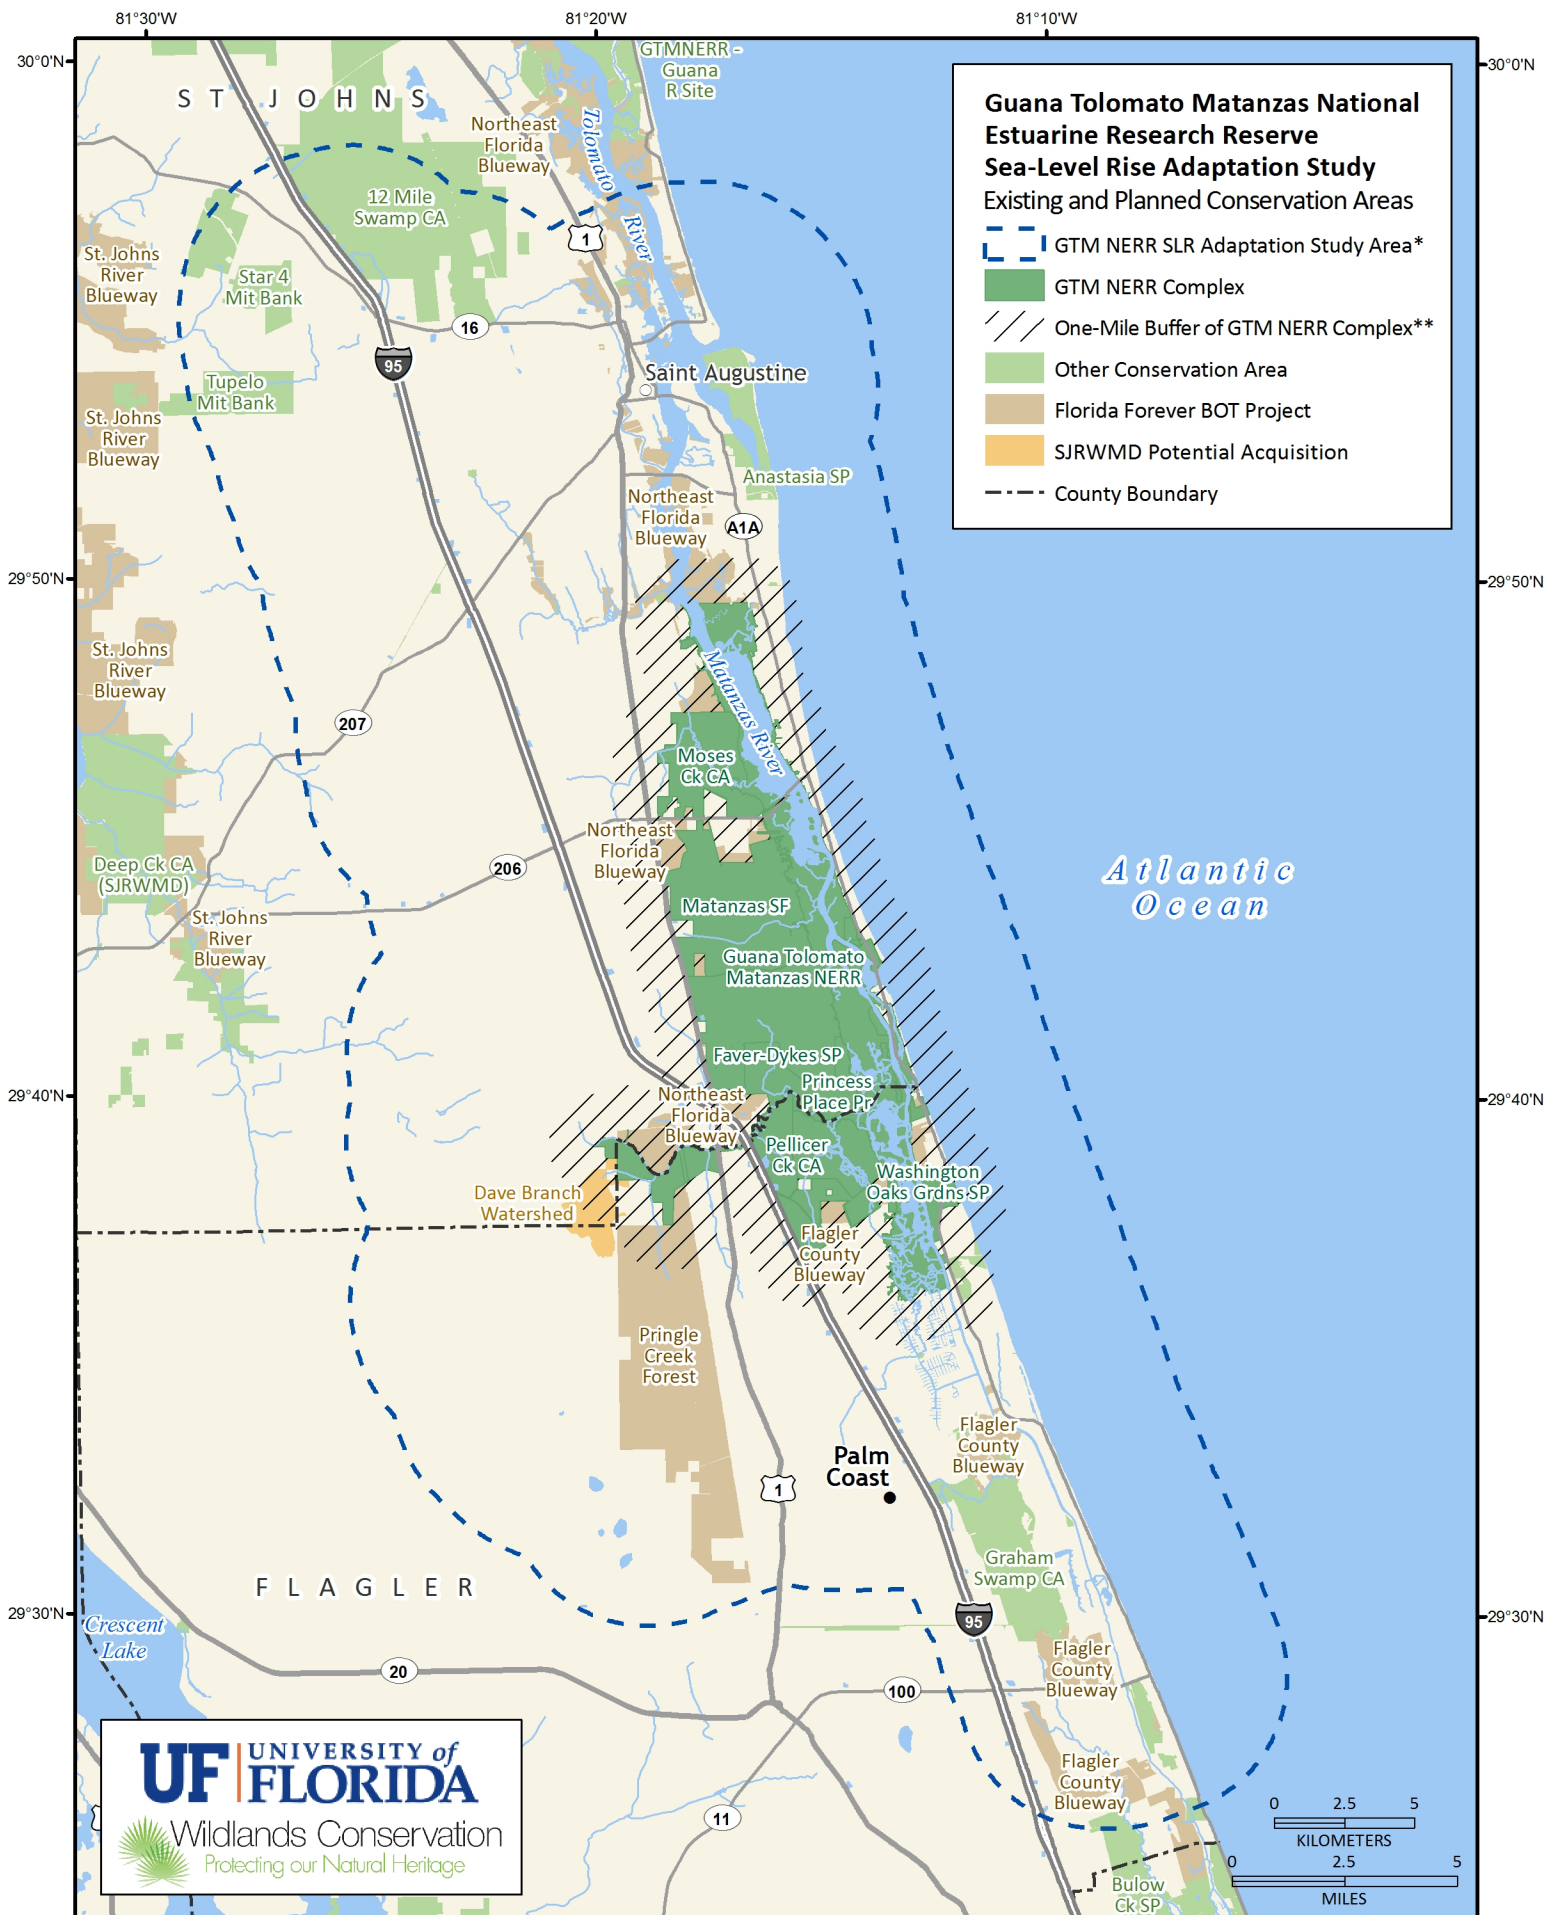 81°30'W
81°20'W
81°10'W
30°0'N
30°0'N
GTMNERR -
Guana
R Site
ST JOHNS
Northeast
Florida
Blueway
Tolomato
River
12 Mile
Swamp CA
1
St. Johns
River
Blueway
Star 4
Mit Bank
16
95
Saint Augustine
Tupelo
Mit Bank
St. Johns
River
Blueway
Anastasia SP
Northeast
Florida
Blueway
A1A
Guana Tolomato Matanzas National
Estuarine Research Reserve
Sea-Level Rise Adaptation Study
Existing and Planned Conservation Areas
GTM NERR SLR Adaptation Study Area*
GTM NERR Complex
One-Mile Buffer of GTM NERR Complex**
Other Conservation Area
Florida Forever BOT Project
SJRWMD Potential Acquisition
County Boundary
29°50'N
29°50'N
St. Johns
River
Blueway
Matanzas River
207
Moses
Ck CA
Northeast
Florida
Blueway
206
Deep Ck CA
(SJRWMD)
St. Johns
River
Blueway
Matanzas SF
Guana Tolomato
Matanzas NERR
Atlantic
Ocean
Faver-Dykes SP
Princess
Place Pr
29°40'N
29°40'N
Northeast
Florida
Blueway
Pellicer
Ck CA
Washington
Oaks Grdns SP
Dave Branch
Watershed
Flagler
County
Blueway
Pringle
Creek
Forest
Flagler
County
Blueway
Palm
Coast
1
Graham
Swamp CA
FLAGLER
29°30'N
29°30'N
95
Crescent
Lake
Flagler
County
Blueway
20
100
Flagler
County
Blueway
11
Bulow
Ck SP
0 2.5 5
KILOMETERS
0 2.5 5
MILES
UF UNIVERSITY of
FLORIDA
Wildlands Conservation
Protecting our Natural Heritage